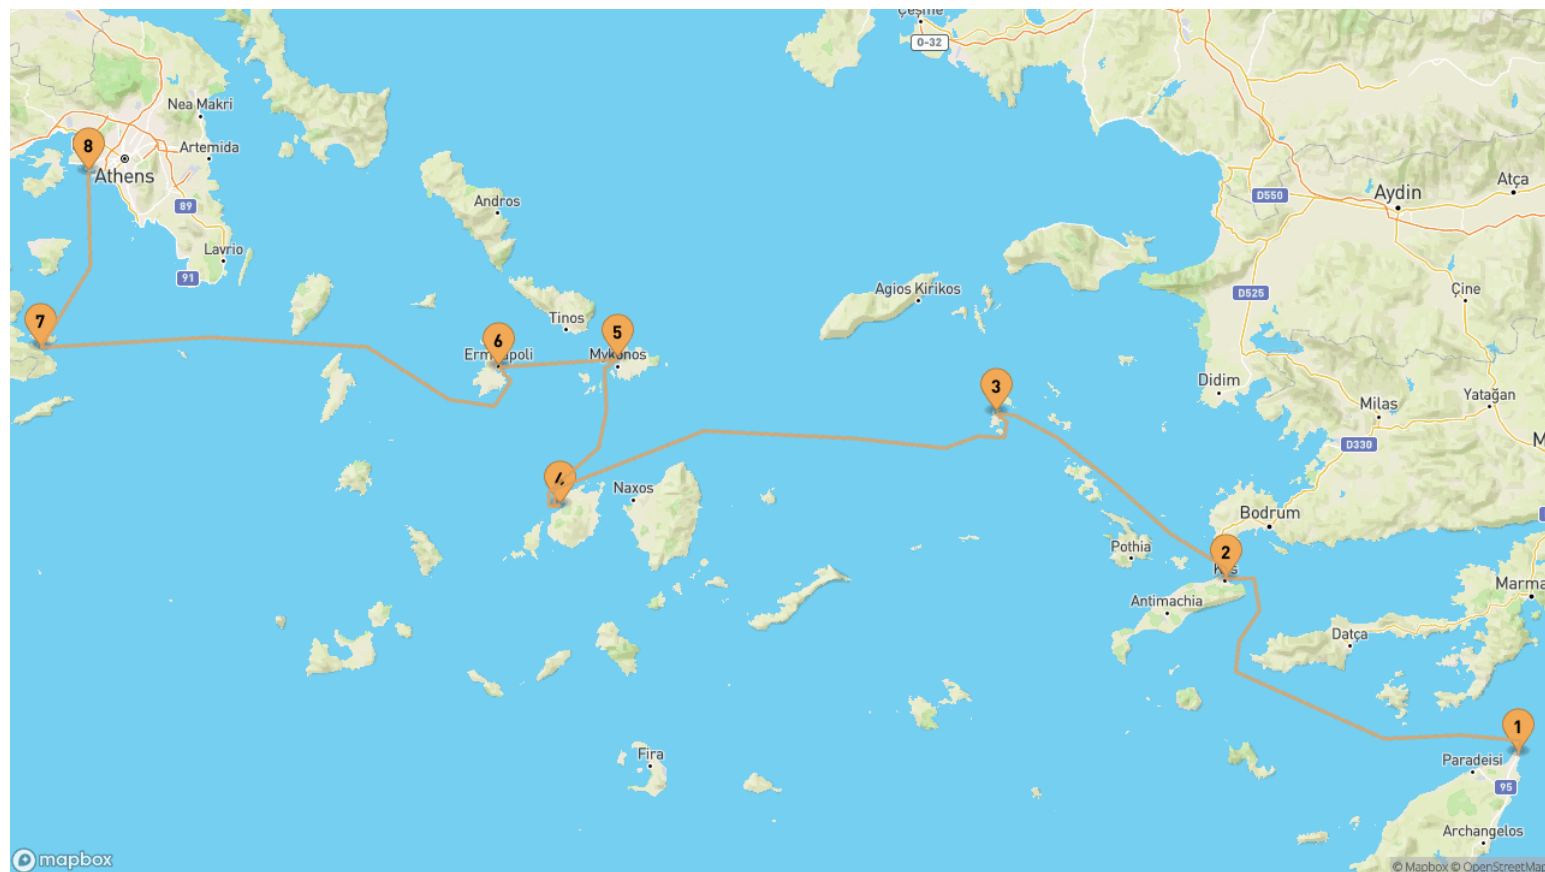 Çeşme
O-32
Nea Makri
8
Artemida
Athens
Atça
Aydin
D550
Andros
89
Lavrio
91
Agios Kirikos
Çine
D525
7
Tinos
5
6
Ermoupoli
Mykonos
3
Didim
Yatağan
Milas
D330
M
4
Naxos
Bodrum
Pothia
2
Kos
Marma
Antimachia
Datça
1
Fira
Paradeisi
95
Archangelos
mapbox
© Mapbox © OpenStreetMap